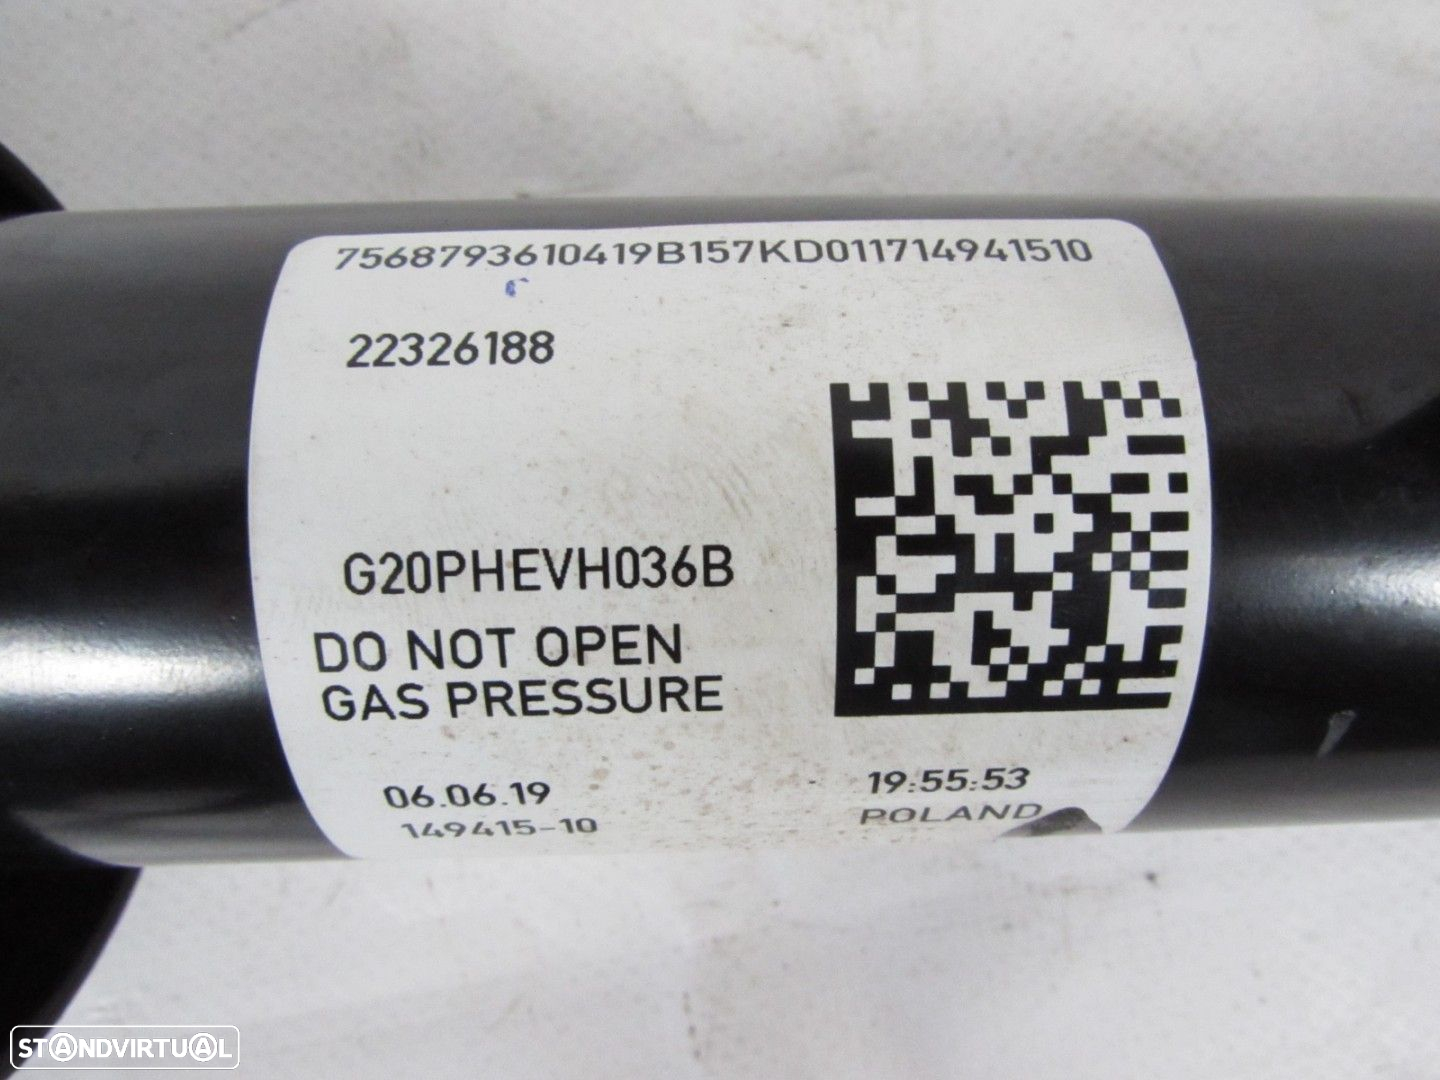 7568793610419B157KD011714941510
22326188
G20PHEVH036B
DO NOT OPEN
GAS PRESSURE
06.06.19
19:55:53
149415-10
POLAND
STANDVIRTUAL